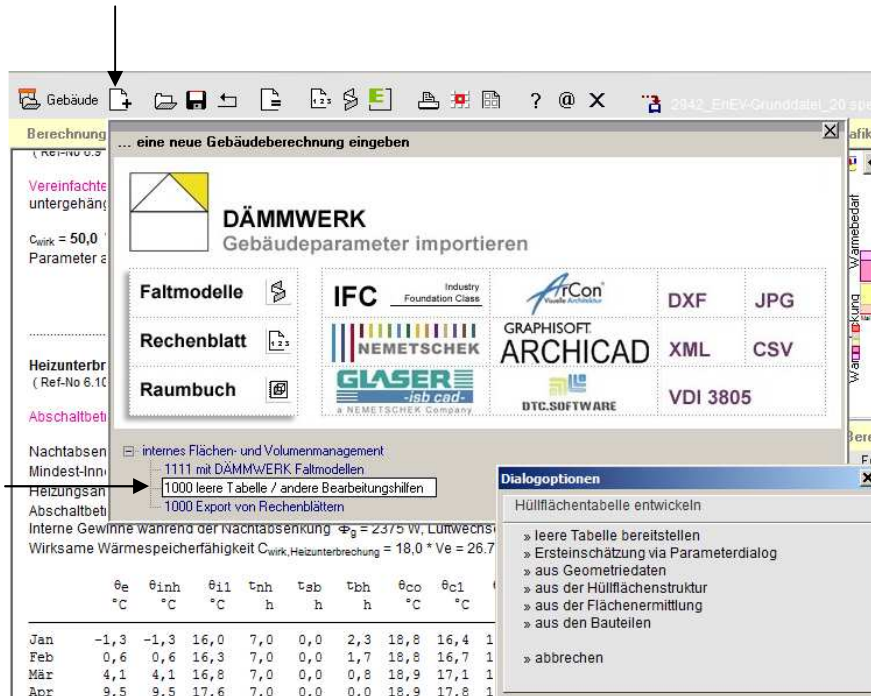 Gebäude ? @ X 2942_EnEV-Grunddatei_20
Berechnung
... eine neue Gebäudeberechnung eingeben
Vereinfachte
untergehäng
Cwirk = 50,0
Parameter a
DÄMMWERK
Gebäudeparameter importieren
Faltmodelle
Rechenblatt
Raumbuch
IFC Industry Foundation Class
ArCon
Visuelle Architektur
DXF JPG
NEMETSCHEK
GRAPHISOFT
ARCHICAD
XML CSV
GLASER
-isb cad-
a NEMETSCHEK Company
DTC.SOFTWARE
VDI 3805
Wärmebedarf
Heizunterbr
( Ref-No 6.10
Abschaltbetr
Nachtabsen
Mindest-Inn
Heizungsan
Abschaltbet
internes Flächen- und Volumenmanagement
1111 mit DÄMMWERK Faltmodellen
1000 leere Tabelle / andere Bearbeitungshilfen
1000 Export von Rechenblättern
Interne Gewinne während der Nachtabsenkung Φg = 2375 W, Luftwechs
Wirksame Wärmespeicherfähigkeit Cwirk,Heizunterbrechung = 18,0 * Ve = 26.7
θe θinh θi1 tnh tsb tbh θco θc1
°C °C °C h h h °C °C
Jan -1,3 -1,3 16,0 7,0 0,0 2,3 18,8 16,4 1
Feb 0,6 0,6 16,3 7,0 0,0 1,7 18,8 16,7 1
Mär 4,1 4,1 16,8 7,0 0,0 0,8 18,9 17,1 1
Apr 9,5 9,5 17,6 7,0 0,0 0,0 18,9 17,8 1
Dialogoptionen
Hüllflächentabelle entwickeln
» leere Tabelle bereitstellen
» Ersteinschätzung via Parameterdialog
» aus Geometriedaten
» aus der Hüllflächenstruktur
» aus der Flächenermittlung
» aus den Bauteilen
» abbrechen